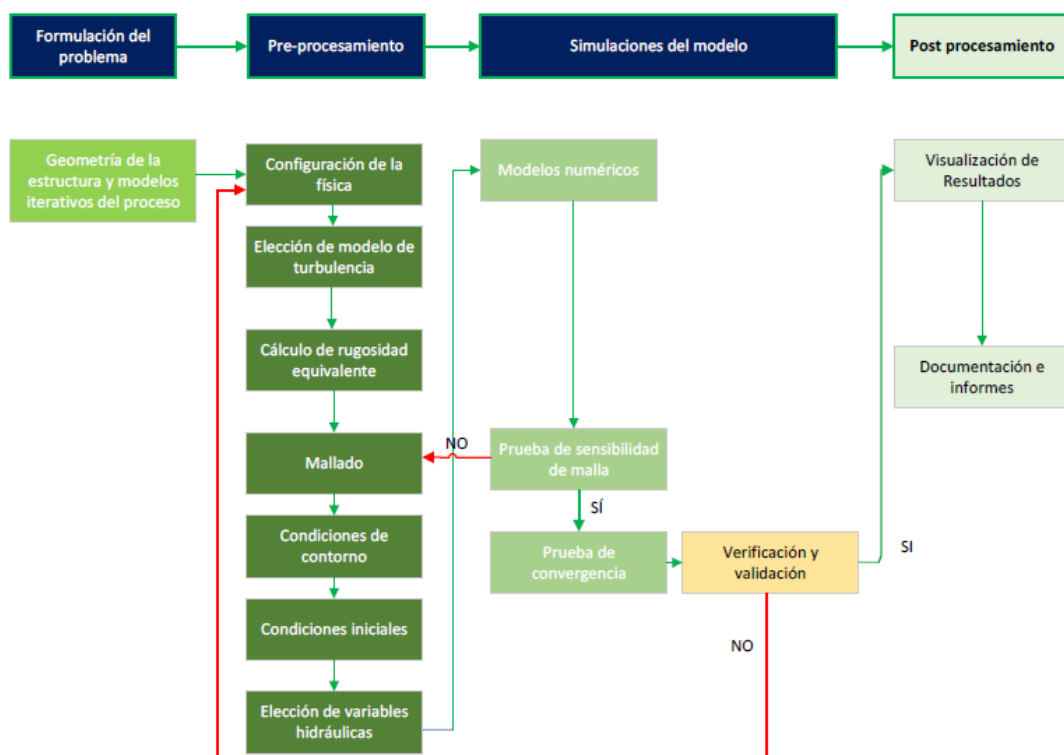 Formulación del
problema
Pre-procesamiento
Simulaciones del modelo
Post procesamiento
Geometría de la
estructura y modelos
iterativos del proceso
Configuración de la
física
Elección de modelo de
turbulencia
Cálculo de rugosidad
equivalente
Mallado
Condiciones de
contorno
Condiciones iniciales
Elección de variables
hidráulicas
Modelos numéricos
NO
Prueba de sensibilidad
de malla
SÍ
Prueba de
convergencia
Verificación y
validación
SI
NO
Visualización de
Resultados
Documentación e
informes